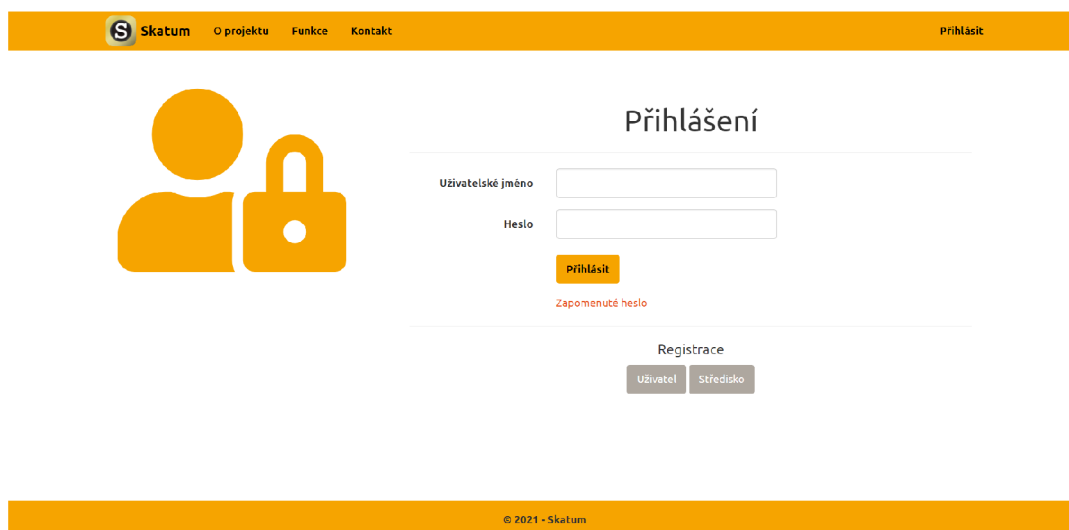 S Skatum O projektu Funkce Kontakt Přihlásit
Přihlášení
Uživatelské jméno
Heslo
Přihlásit
Zapomenuté heslo
Registrace
Uživatel Středisko
© 2021 - Skatum